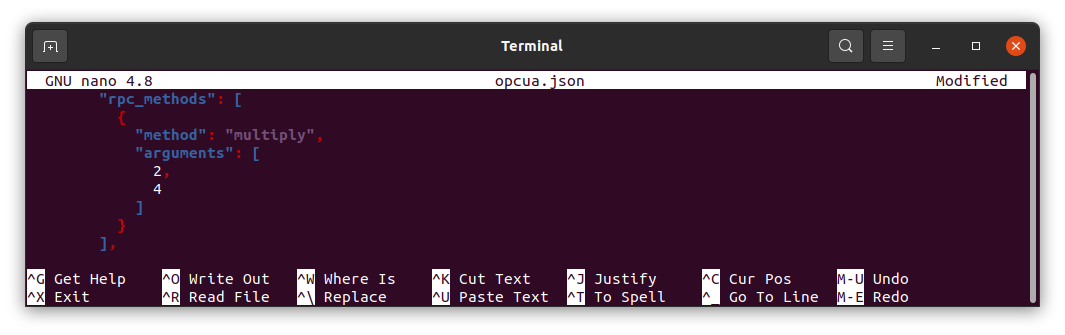 Terminal
GNU nano 4.8 opcua.json Modified
"rpc_methods": [
{
"method": "multiply",
"arguments": [
2,
4
]
}
],
^G Get Help ^O Write Out ^W Where Is ^K Cut Text ^J Justify ^C Cur Pos M-U Undo
^X Exit ^R Read File ^\ Replace ^U Paste Text ^T To Spell ^_ Go To Line M-E Redo